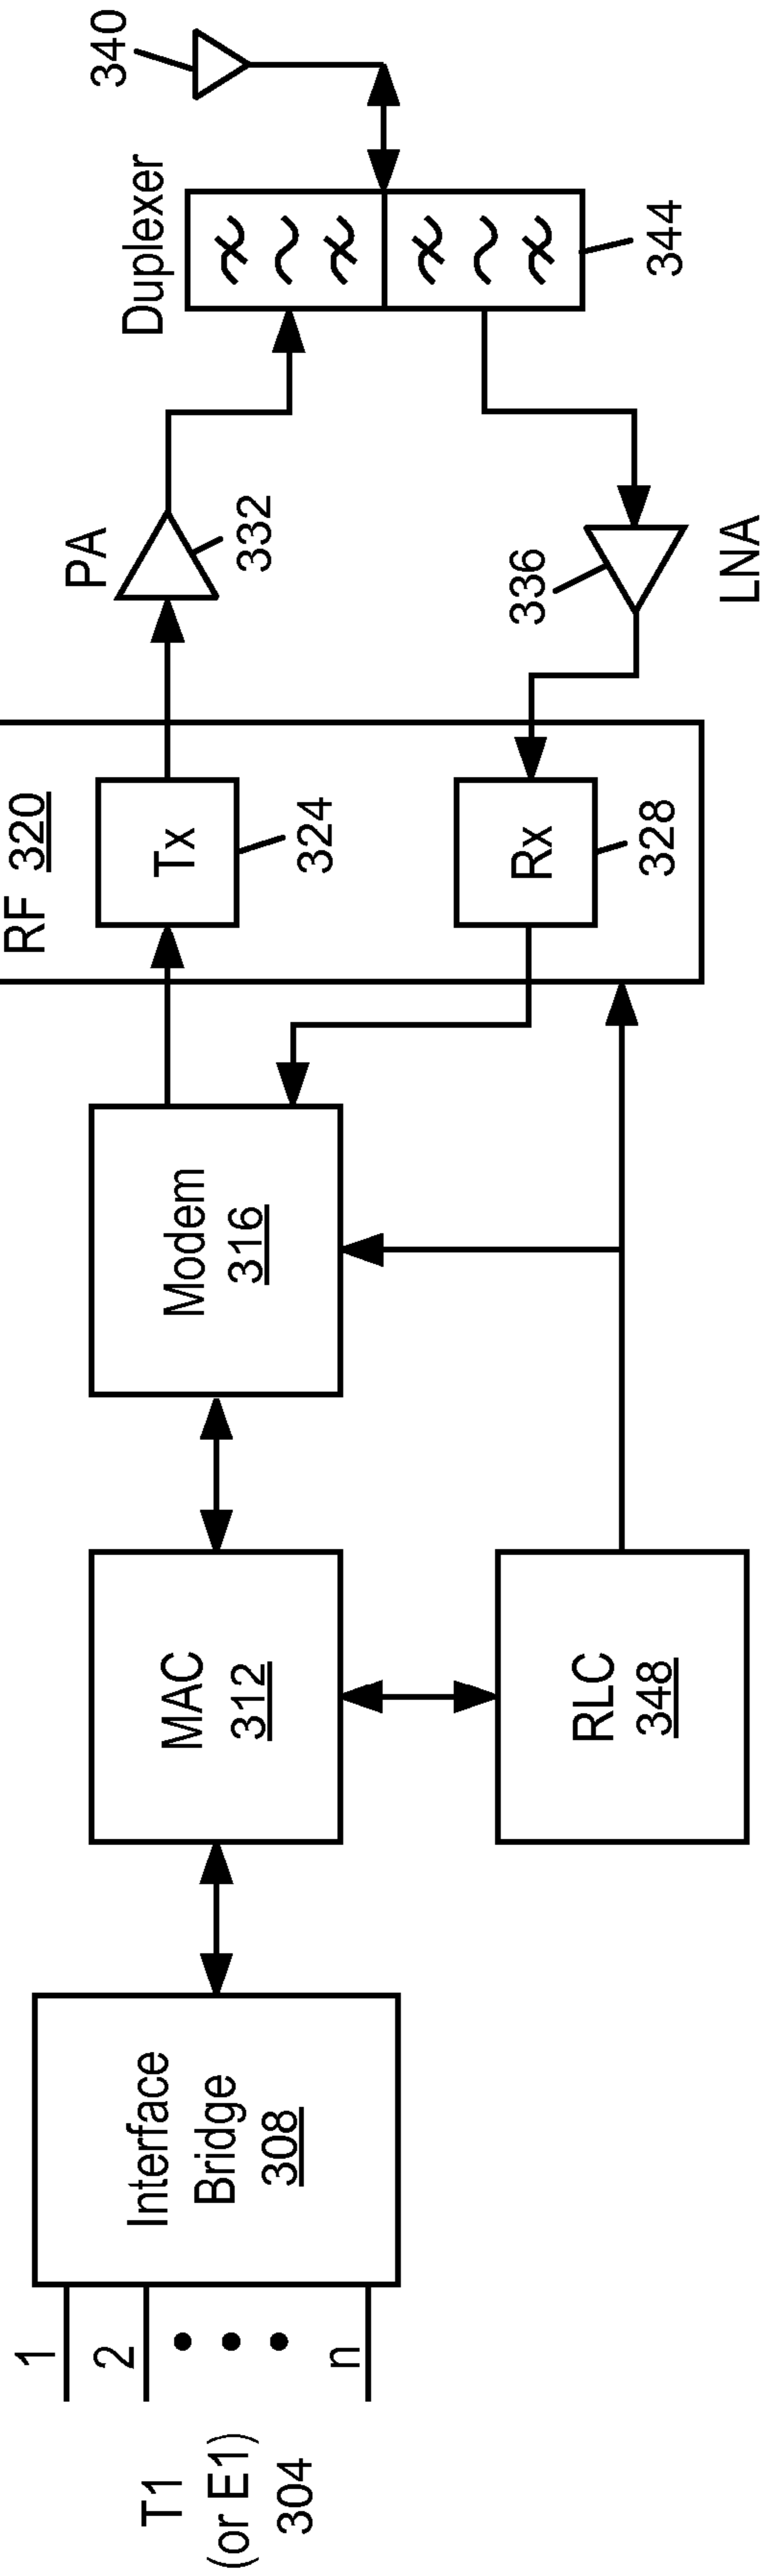 T1
(or E1)
304
1
2
n
Interface
Bridge
308
MAC
312
RLC
348
Modem
316
RF 320
Tx
324
Rx
328
PA
332
336
LNA
Duplexer
344
340